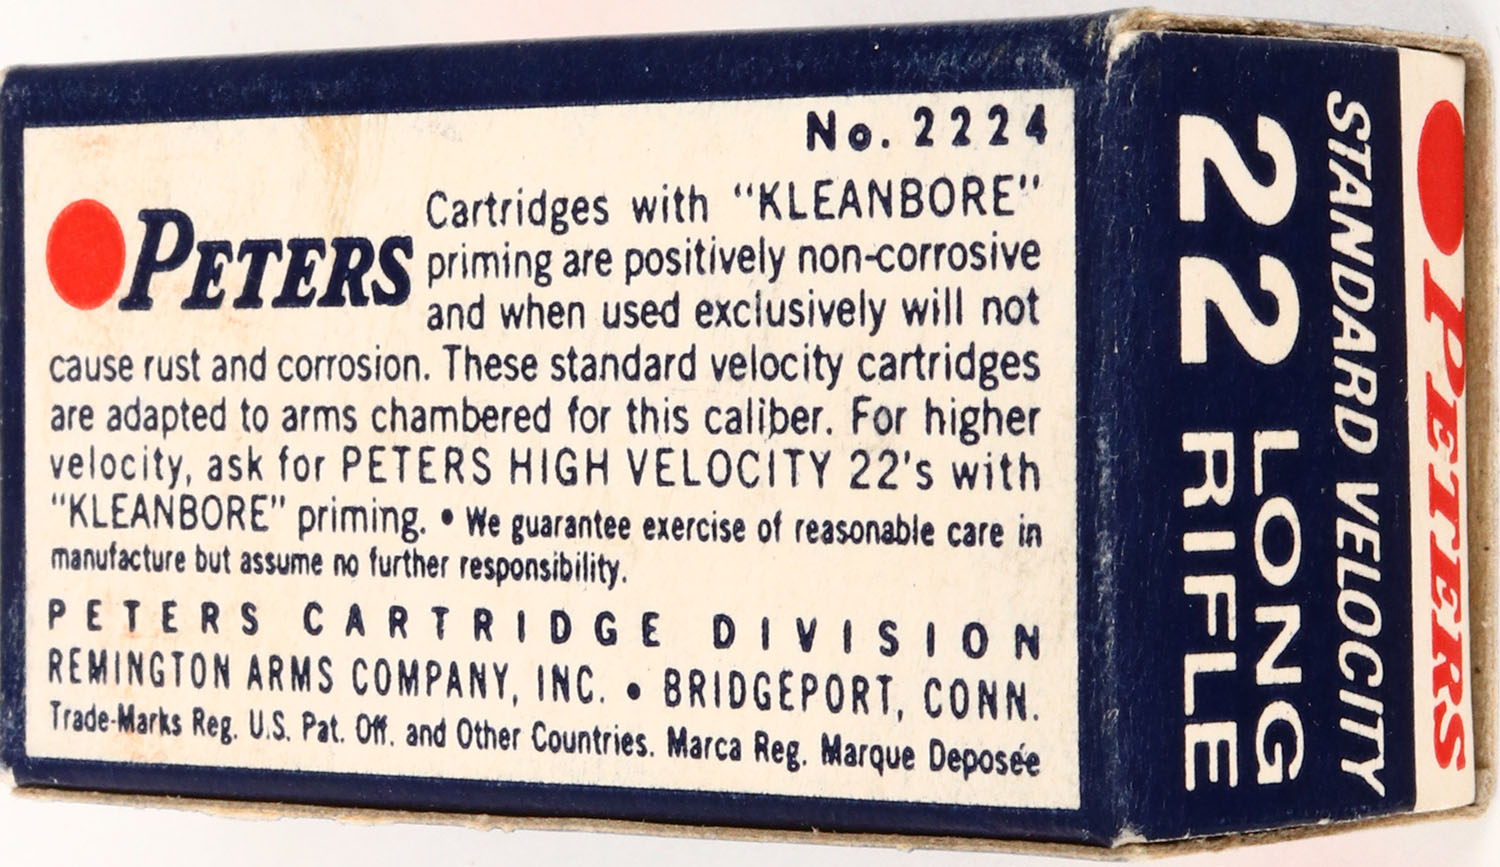 No. 2224
PETERS
Cartridges with "KLEANBORE"
priming are positively non-corrosive
and when used exclusively will not
cause rust and corrosion. These standard velocity cartridges
are adapted to arms chambered for this caliber. For higher
velocity, ask for PETERS HIGH VELOCITY 22's with
"KLEANBORE" priming. • We guarantee exercise of reasonable care in
manufacture but assume no further responsibility.
PETERS CARTRIDGE DIVISION
REMINGTON ARMS COMPANY, INC. • BRIDGEPORT, CONN.
Trade-Marks Reg. U.S. Pat. Off. and Other Countries. Marca Reg. Marque Deposée
PETERS
STANDARD VELOCITY
22 LONG
RIFLE